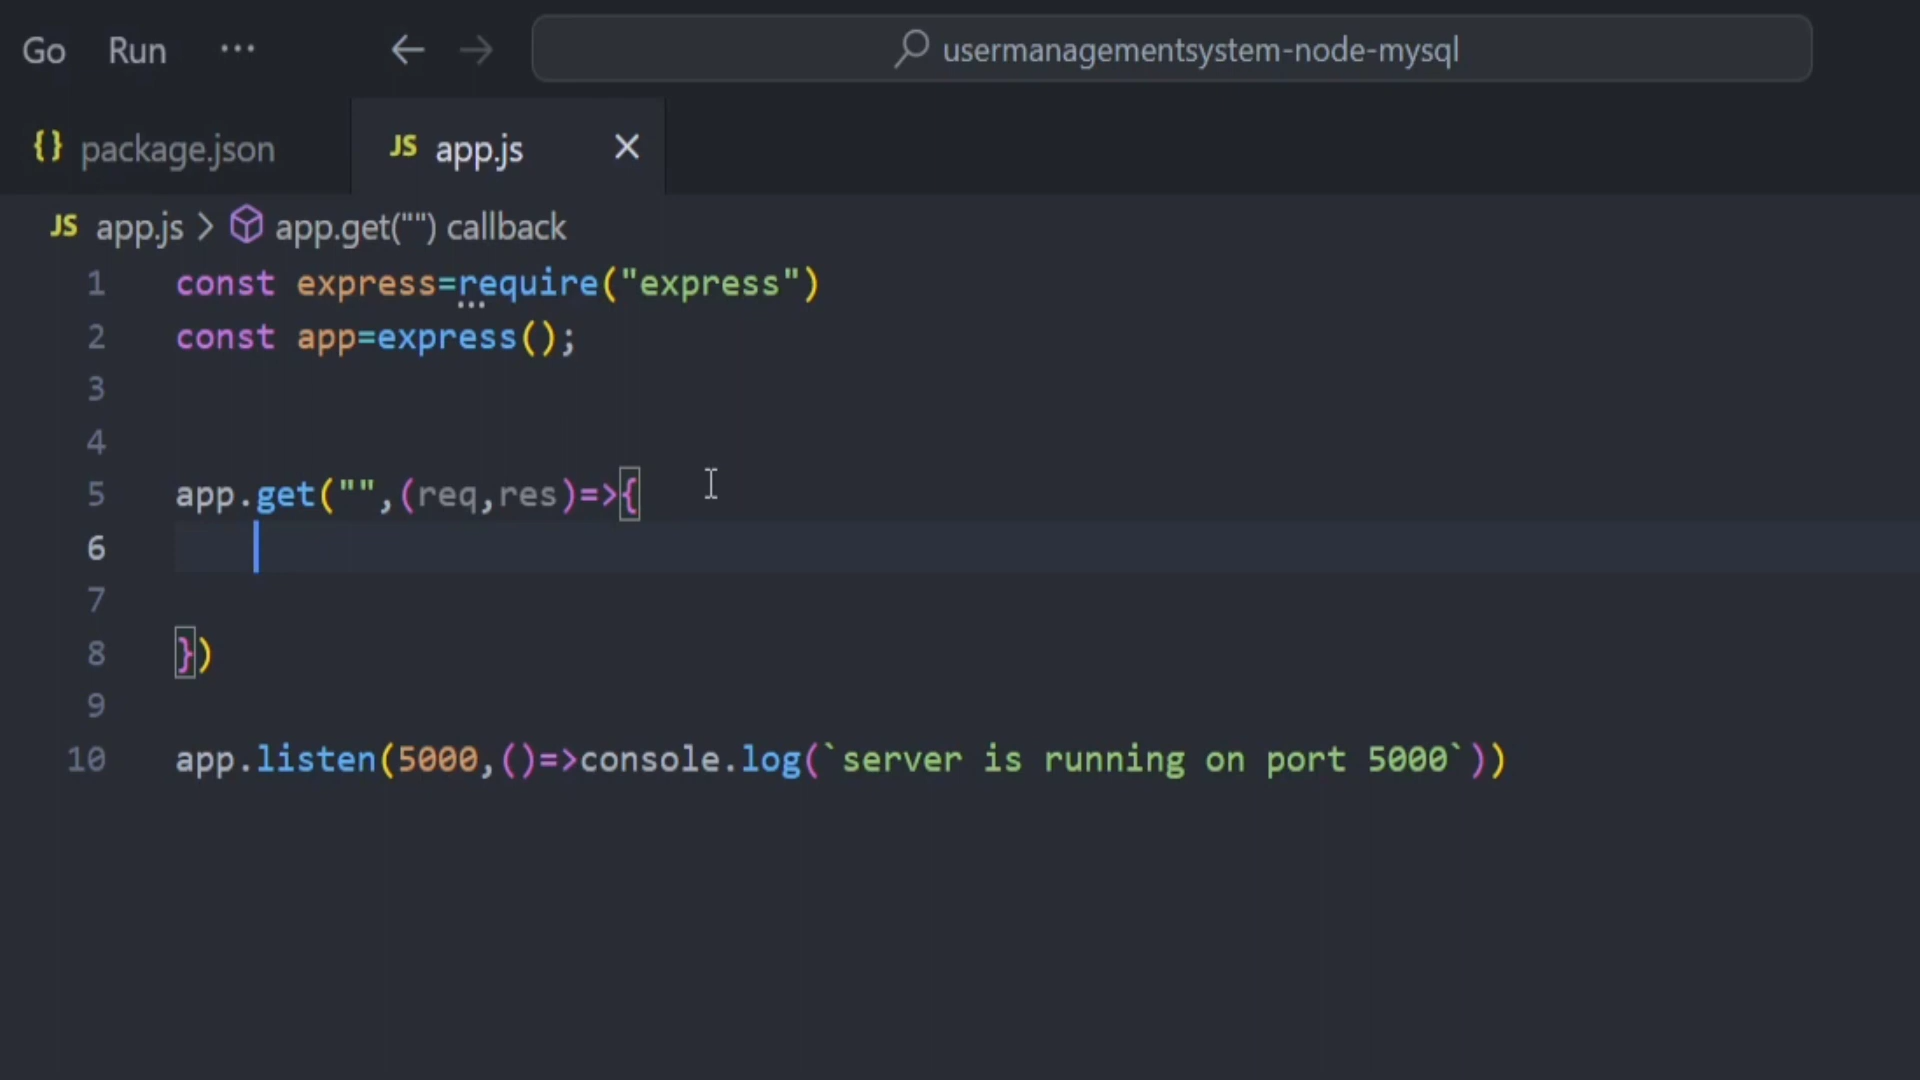 Go Run ··· usermanagementsystem-node-mysql
{} package.json JS app.js
JS app.js > app.get("") callback
1 const express=require("express")
2 const app=express();
3
4
5 app.get("",(req,res)=>{
6
7
8 })
9
10 app.listen(5000,()=>console.log(`server is running on port 5000`))